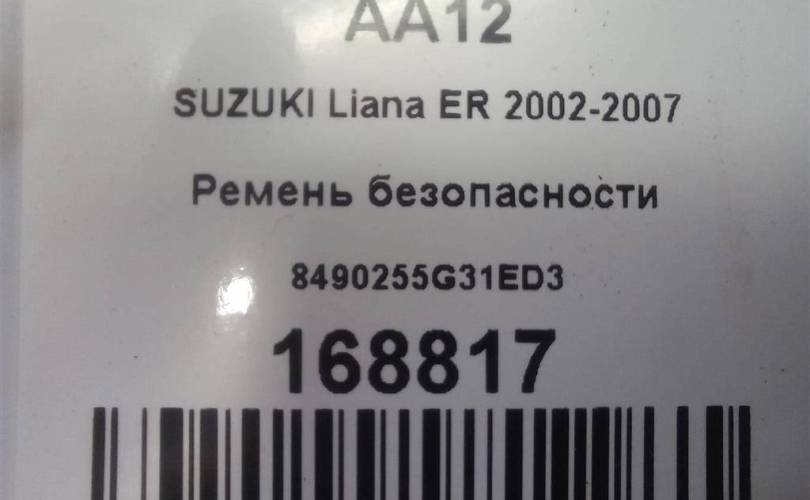 AA12
SUZUKI Liana ER 2002-2007
Ремень безопасности
8490255G31ED3
168817